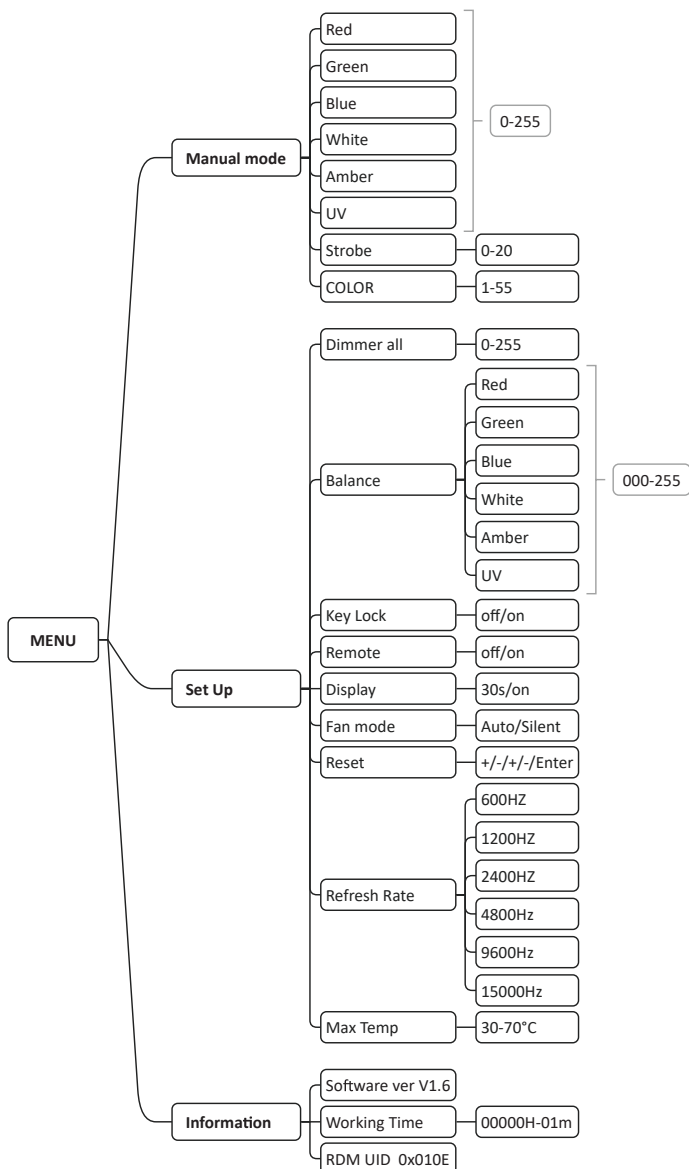 MENU
Manual mode
Red
Green
Blue
White
Amber
UV
0-255
Strobe
0-20
COLOR
1-55
Set Up
Dimmer all
0-255
Balance
Red
Green
Blue
White
Amber
UV
000-255
Key Lock
off/on
Remote
off/on
Display
30s/on
Fan mode
Auto/Silent
Reset
+/-/+/-/Enter
Refresh Rate
600HZ
1200HZ
2400HZ
4800Hz
9600Hz
15000Hz
Max Temp
30-70°C
Information
Software ver V1.6
Working Time
00000H-01m
RDM UID 0x010E